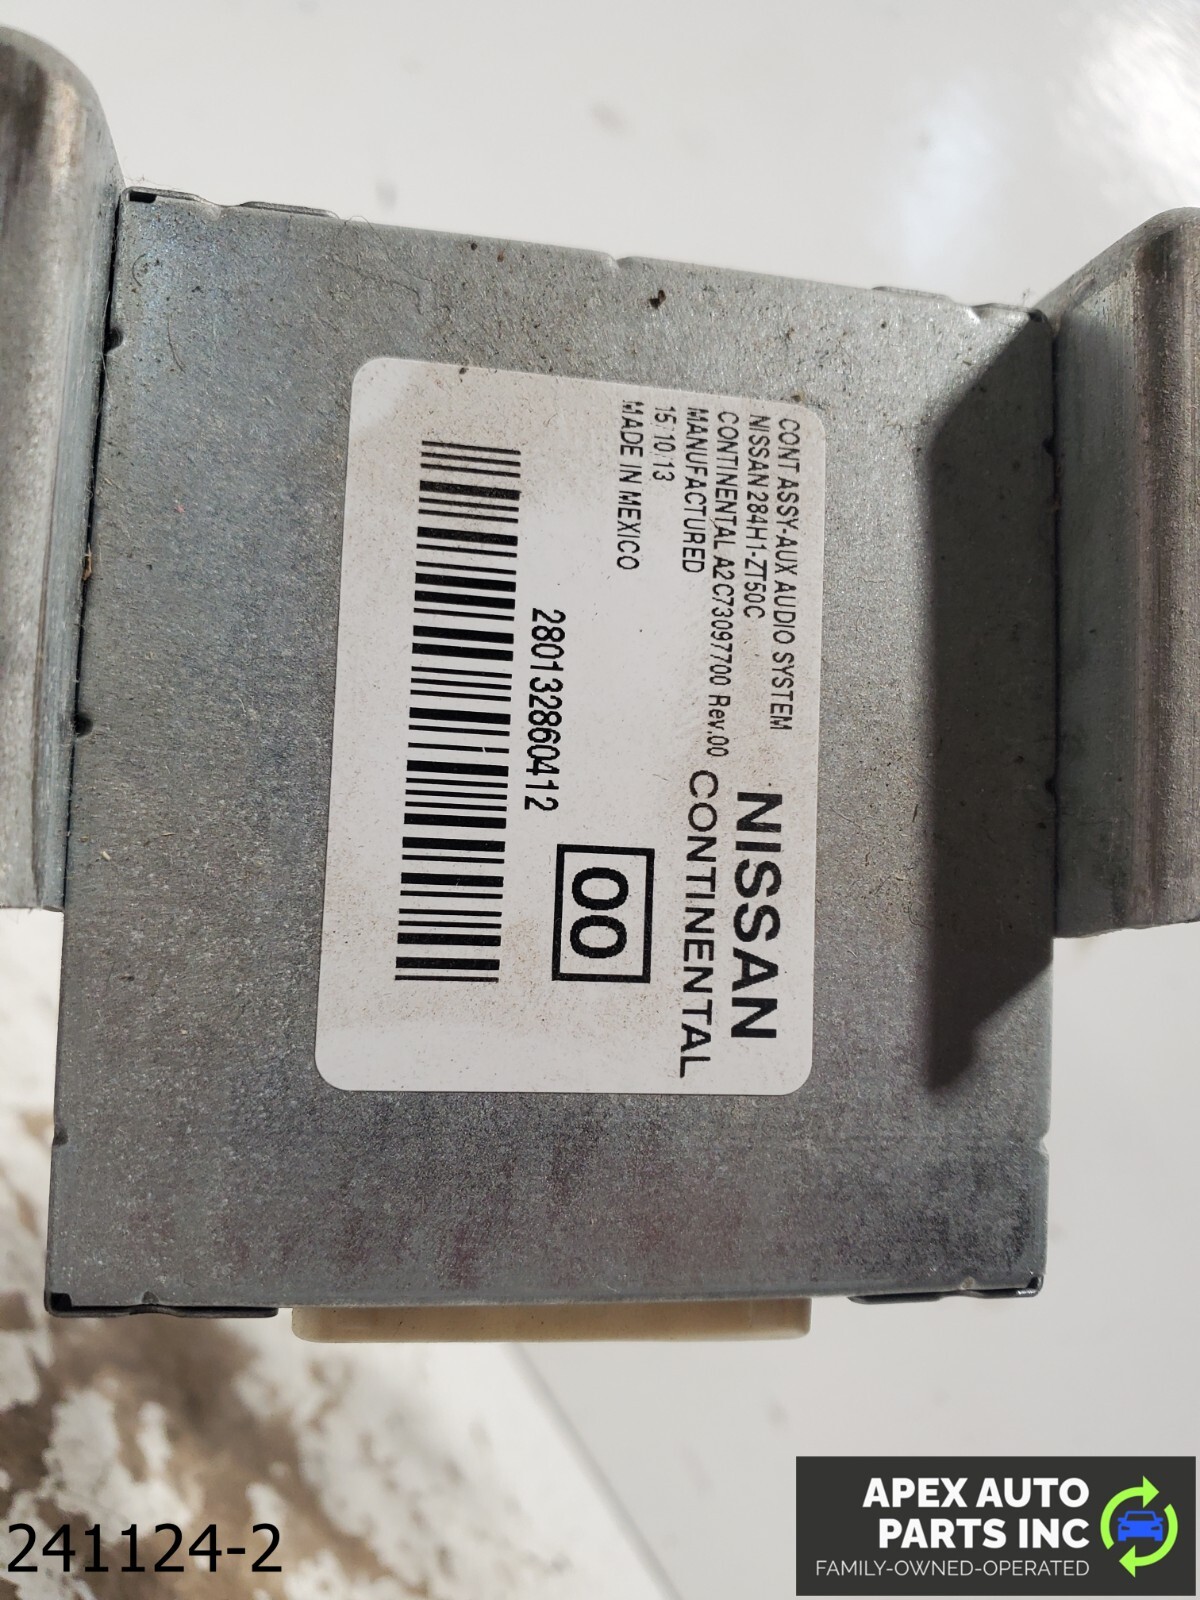 CONT ASSY-AUX AUDIO SYSTEM
NISSAN 284H1-ZT50C
CONTINENTAL A2C73097700 Rev.00
MANUFACTURED
15.10.13
MADE IN MEXICO
NISSAN
CONTINENTAL
280132860412
00
241124-2
APEX AUTO
PARTS INC
FAMILY-OWNED-OPERATED